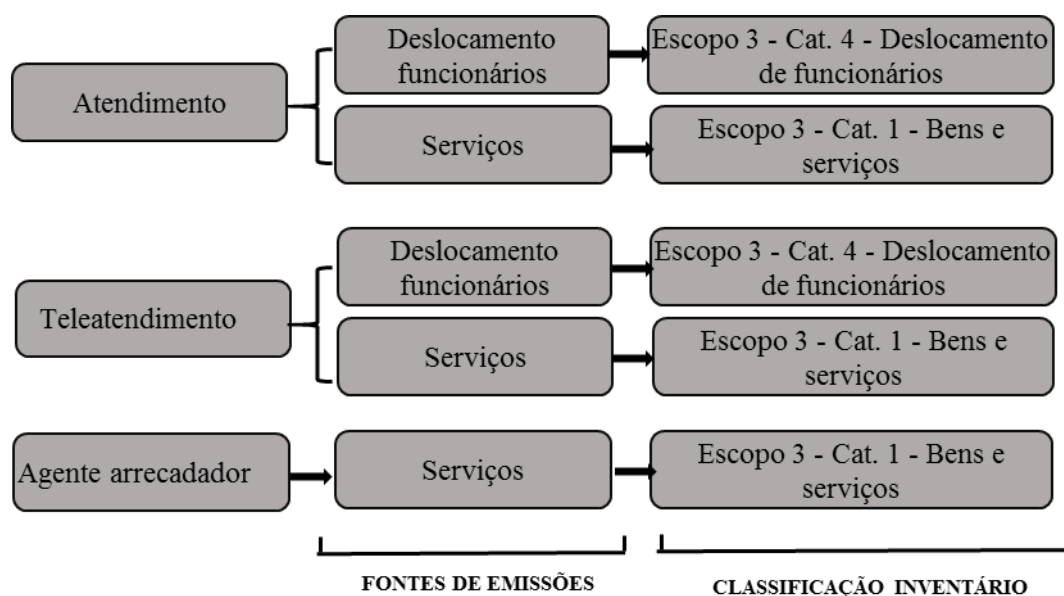 Atendimento
Deslocamento
funcionários
Escopo 3 - Cat. 4 - Deslocamento
de funcionários
Serviços
Escopo 3 - Cat. 1 - Bens e
serviços
Teleatendimento
Deslocamento
funcionários
Escopo 3 - Cat. 4 - Deslocamento
de funcionários
Serviços
Escopo 3 - Cat. 1 - Bens e
serviços
Agente arrecadador
Serviços
Escopo 3 - Cat. 1 - Bens e
serviços
FONTES DE EMISSÕES
CLASSIFICAÇÃO INVENTÁRIO